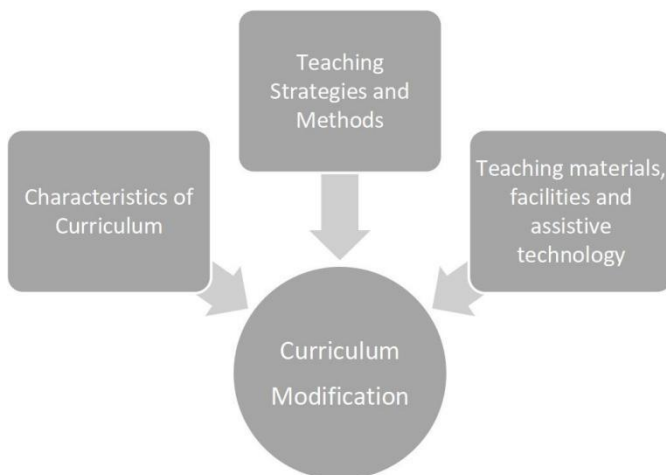 Teaching
Strategies and
Methods
Characteristics of
Curriculum
Teaching materials,
facilities and
assistive
technology
Curriculum
Modification